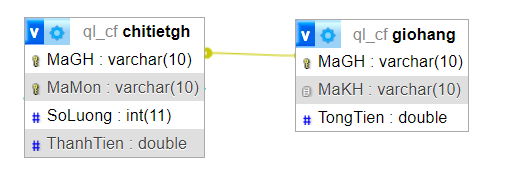 v ql_cf chitietgh
MaGH : varchar(10)
MaMon : varchar(10)
# SoLuong : int(11)
# ThanhTien : double
v ql_cf giohang
MaGH : varchar(10)
MaKH : varchar(10)
# TongTien : double